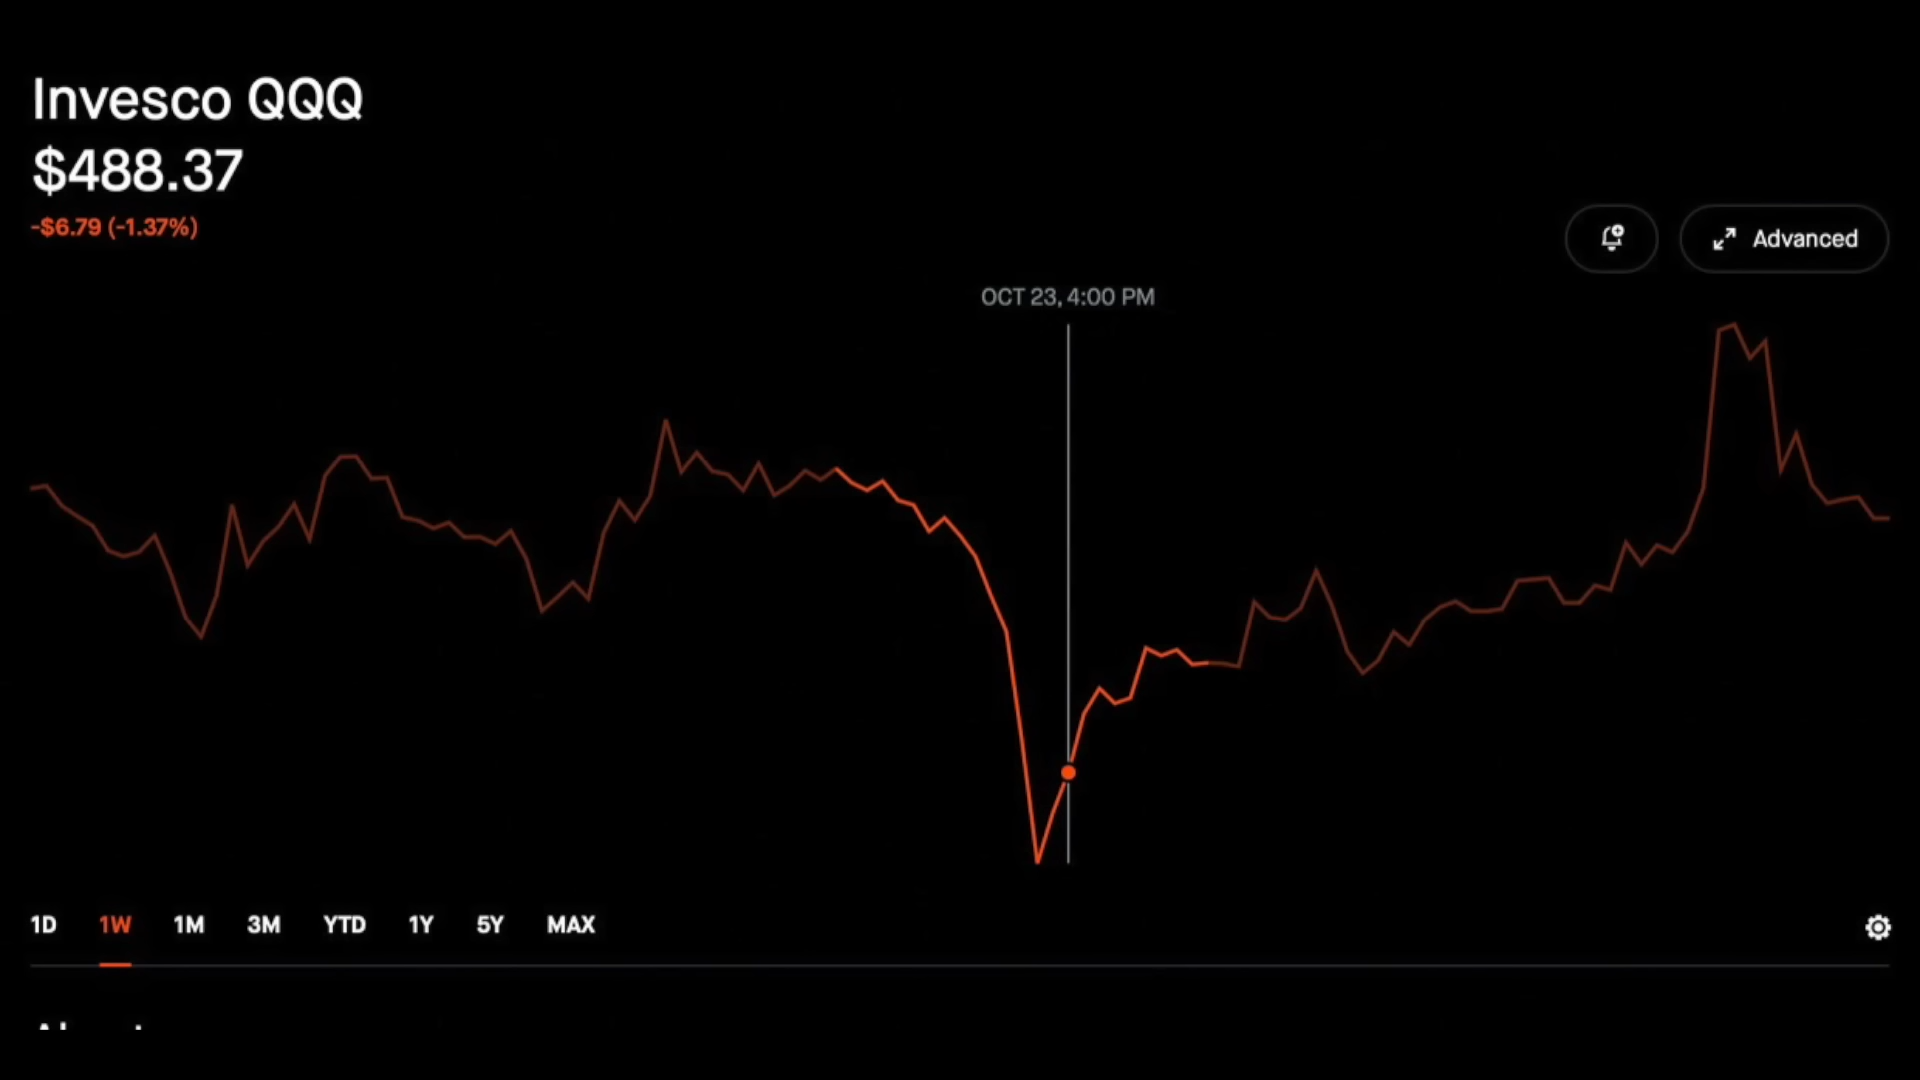 Invesco QQQ
$488.37
-$6.79 (-1.37%)
Advanced
OCT 23, 4:00 PM
1D 1W 1M 3M YTD 1Y 5Y MAX